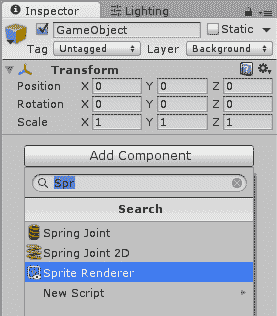 Inspector Lighting
GameObject Static
Tag Untagged Layer Background
Transform
Position X 0 Y 0 Z 0
Rotation X 0 Y 0 Z 0
Scale X 1 Y 1 Z 1
Add Component
Spr
Search
Spring Joint
Spring Joint 2D
Sprite Renderer
New Script